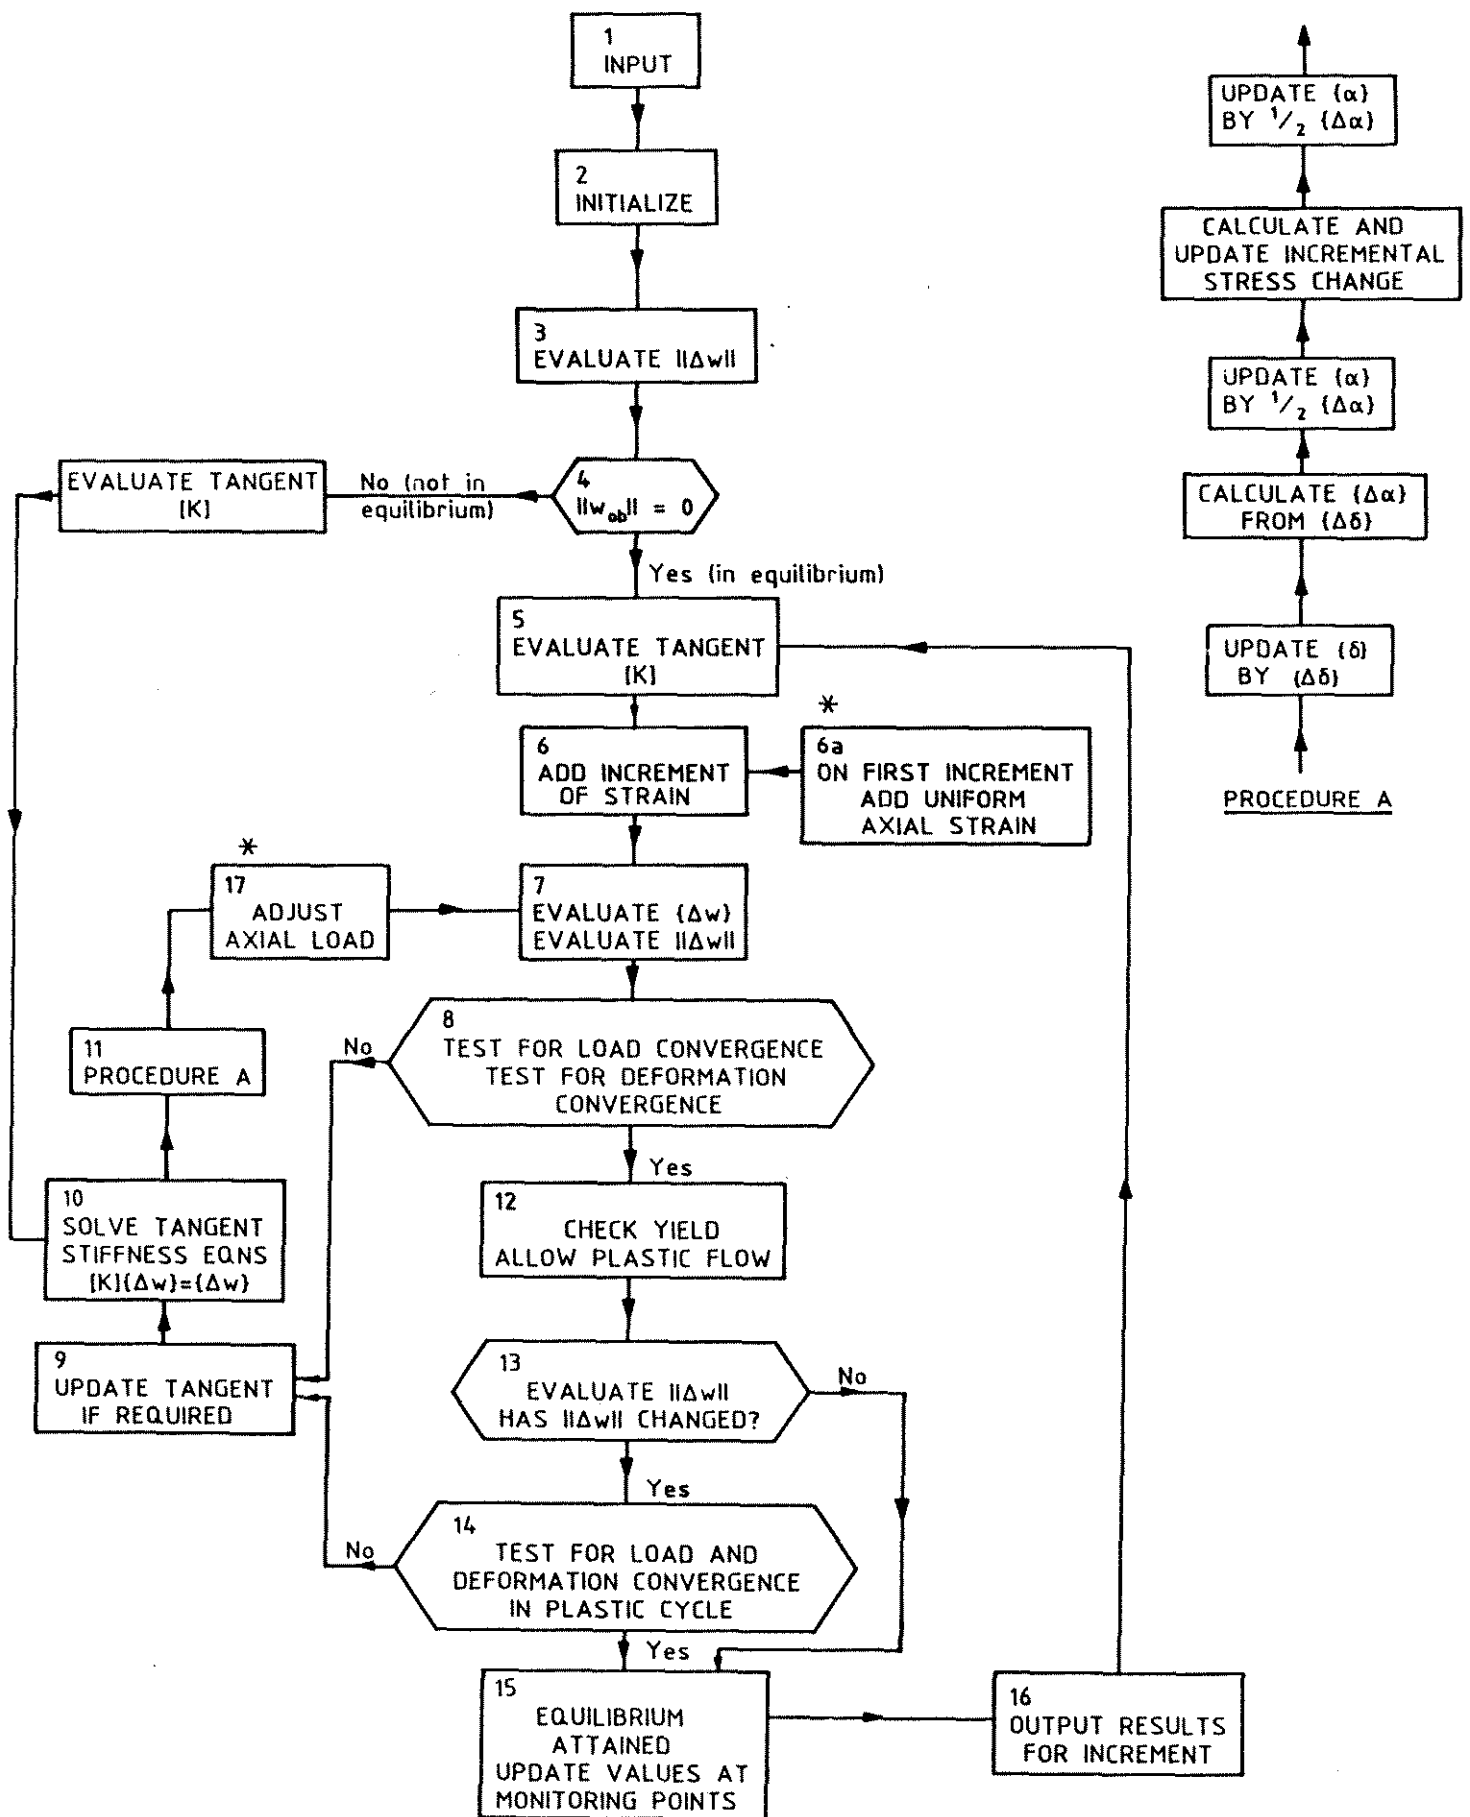 1
INPUT
2
INITIALIZE
3
EVALUATE ||Δw||
4
||w_ob|| = 0
No (not in
equilibrium)
EVALUATE TANGENT
[K]
Yes (in equilibrium)
5
EVALUATE TANGENT
[K]
6
ADD INCREMENT
OF STRAIN
*
6a
ON FIRST INCREMENT
ADD UNIFORM
AXIAL STRAIN
*
17
ADJUST
AXIAL LOAD
7
EVALUATE {Δw}
EVALUATE ||Δw||
8
TEST FOR LOAD CONVERGENCE
TEST FOR DEFORMATION
CONVERGENCE
No
Yes
11
PROCEDURE A
10
SOLVE TANGENT
STIFFNESS EQNS
[K]{Δw}={Δw}
9
UPDATE TANGENT
IF REQUIRED
12
CHECK YIELD
ALLOW PLASTIC FLOW
13
EVALUATE ||Δw||
HAS ||Δw|| CHANGED?
No
Yes
14
TEST FOR LOAD AND
DEFORMATION CONVERGENCE
IN PLASTIC CYCLE
No
Yes
15
EQUILIBRIUM
ATTAINED
UPDATE VALUES AT
MONITORING POINTS
16
OUTPUT RESULTS
FOR INCREMENT
UPDATE {α}
BY 1/2 {Δα}
CALCULATE AND
UPDATE INCREMENTAL
STRESS CHANGE
UPDATE {α}
BY 1/2 {Δα}
CALCULATE {Δα}
FROM {Δδ}
UPDATE {δ}
BY {Δδ}
PROCEDURE A